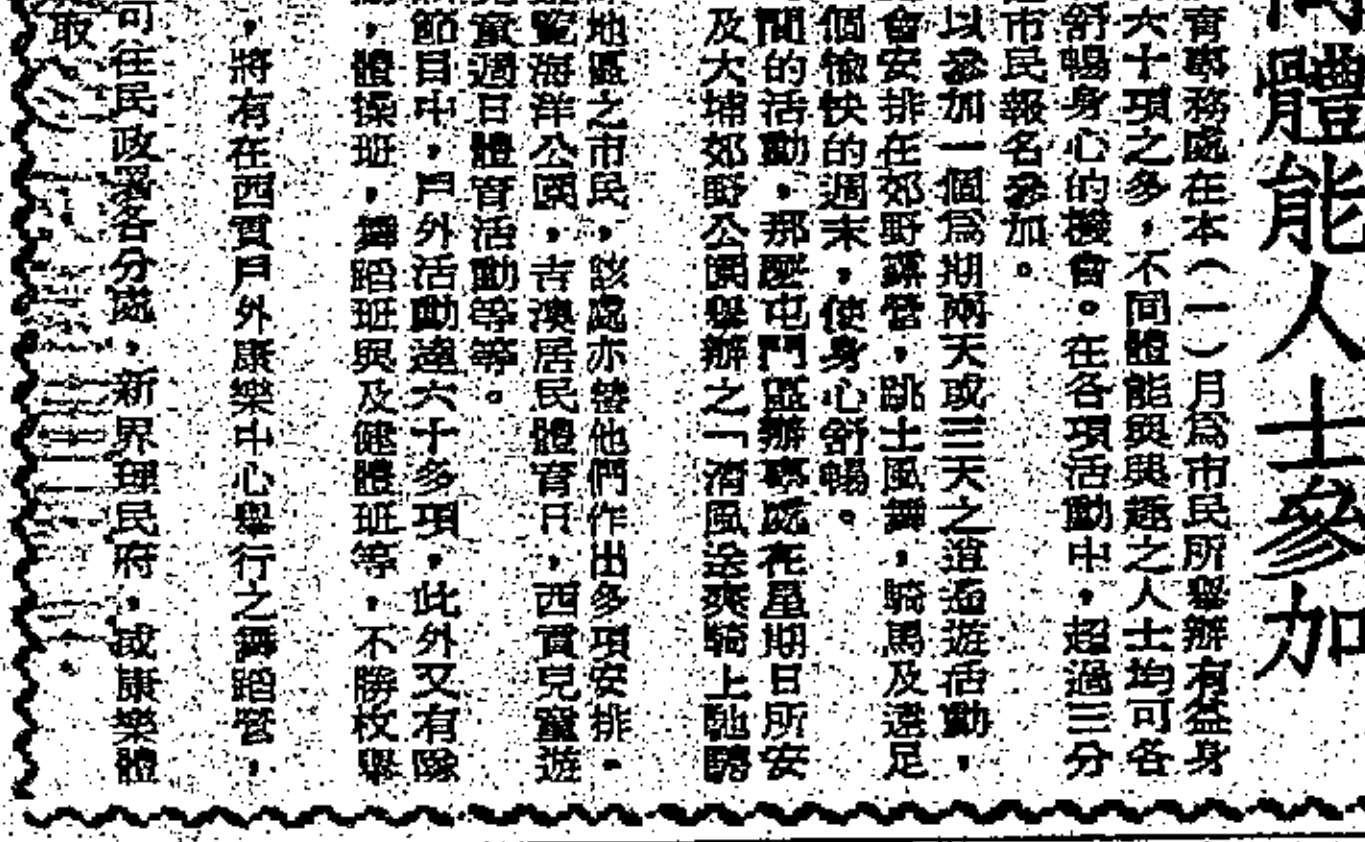 體能人士參加
育事務處在本(一)月爲市民所舉辦有益身
六十項之多,不同體能與興趣之人士均可各
舒暢身心的機會。在各項活動中,超過三分
市民報名參加。
以參加一個爲期兩天或三天之逍遙遊活動,
會安排在郊野露營,跳土風舞,騎馬及遠足
個愉快的週末,使身心舒暢。
間的活動,那麼屯門區辦事處在星期日所安
及大埔郊野公園舉辦之「清風送爽騎上馳騁
地區之市民,該處亦替他們作出多項安排。
覽海洋公園,吉澳居民體育日,西貢兒童遊
童週日體育活動等等。
節目中,戶外活動達六十多項,此外又有隊
,體操班,舞蹈班與及健體班等,不勝枚舉
,將有在西貢戶外康樂中心舉行之舞蹈營,
可往民政署各分處,新界理民府,或康樂體
取